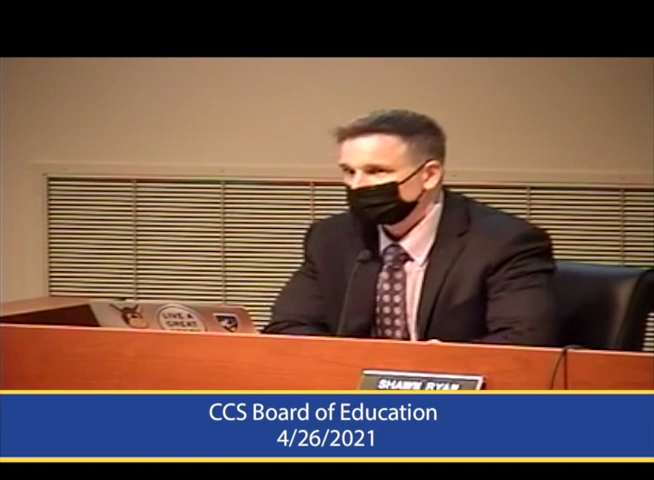 LIVE A
GREAT
SHAWN RYAN
CCS Board of Education
4/26/2021